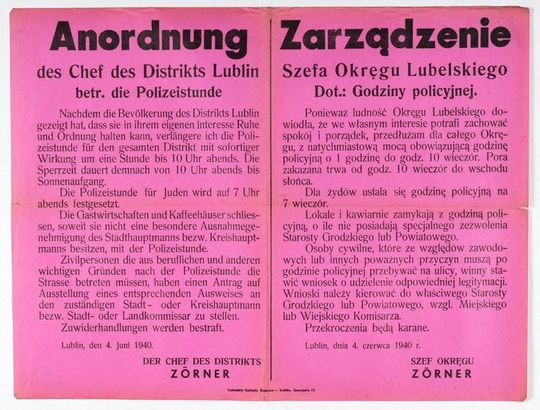 Anordnung
des Chef des Distrikts Lublin
betr. die Polizeistunde
Nachdem die Bevölkerung des Distrikts Lublin
gezeigt hat, dass sie in ihrem eigenen Interesse Ruhe
und Ordnung halten kann, verlängere ich die Poli-
zeistunde für den gesamten Distrikt mit sofortiger
Wirkung um eine Stunde bis 10 Uhr abends. Die
Sperrzeit dauert demnach von 10 Uhr abends bis
Sonnenaufgang.
Die Polizeistunde für Juden wird auf 7 Uhr
abends festgesetzt.
Die Gastwirtschaften und Kaffeehäuser schlies-
sen, soweit sie nicht eine besondere Ausnahmege-
nehmigung des Stadthauptmanns bezw. Kreishaupt-
manns besitzen, mit der Polizeistunde.
Zivilpersonen die aus beruflichen und anderen
wichtigen Gründen nach der Polizeistunde die
Strasse betreten müssen, haben einen Antrag auf
Ausstellung eines entsprechenden Ausweises an
den zuständigen Stadt- oder Kreishauptmann
bezw. Stadt- oder Landkommissar zu stellen.
Zuwiderhandlungen werden bestraft.
Lublin, den 4. Juni 1940.
DER CHEF DES DISTRIKTS
ZÖRNER
Zarządzenie
Szefa Okręgu Lubelskiego
Dot.: Godziny policyjnej.
Ponieważ ludność Okręgu Lubelskiego do-
wiodła, że we własnym interesie potrafi zachować
spokój i porządek, przedłużam dla całego Okrę-
gu, z natychmiastową mocą obowiązującą godzinę
policyjną o 1 godzinę do godz. 10 wieczór. Pora
zakazana trwa od godz. 10 wieczór do wschodu
słońca.
Dla żydów ustala się godzinę policyjną na
7 wieczór.
Lokale i kawiarnie zamykają z godziną poli-
cyjną, o ile nie posiadają specjalnego zezwolenia
Starosty Grodzkiego lub Powiatowego.
Osoby cywilne, które ze względów zawodo-
wych lub innych poważnych przyczyn muszą po
godzinie policyjnej przebywać na ulicy, winny sta-
wić wniosek o udzielenie odpowiedniej legitymacji.
Wnioski należy kierować do właściwego Starosty
Grodzkiego lub Powiatowego, wzgl. Miejskiego
lub Wiejskiego Komisarza.
Przekroczenia będą karane.
Lublin, dnia 4. czerwca 1940 r.
SZEF OKRĘGU
ZÖRNER